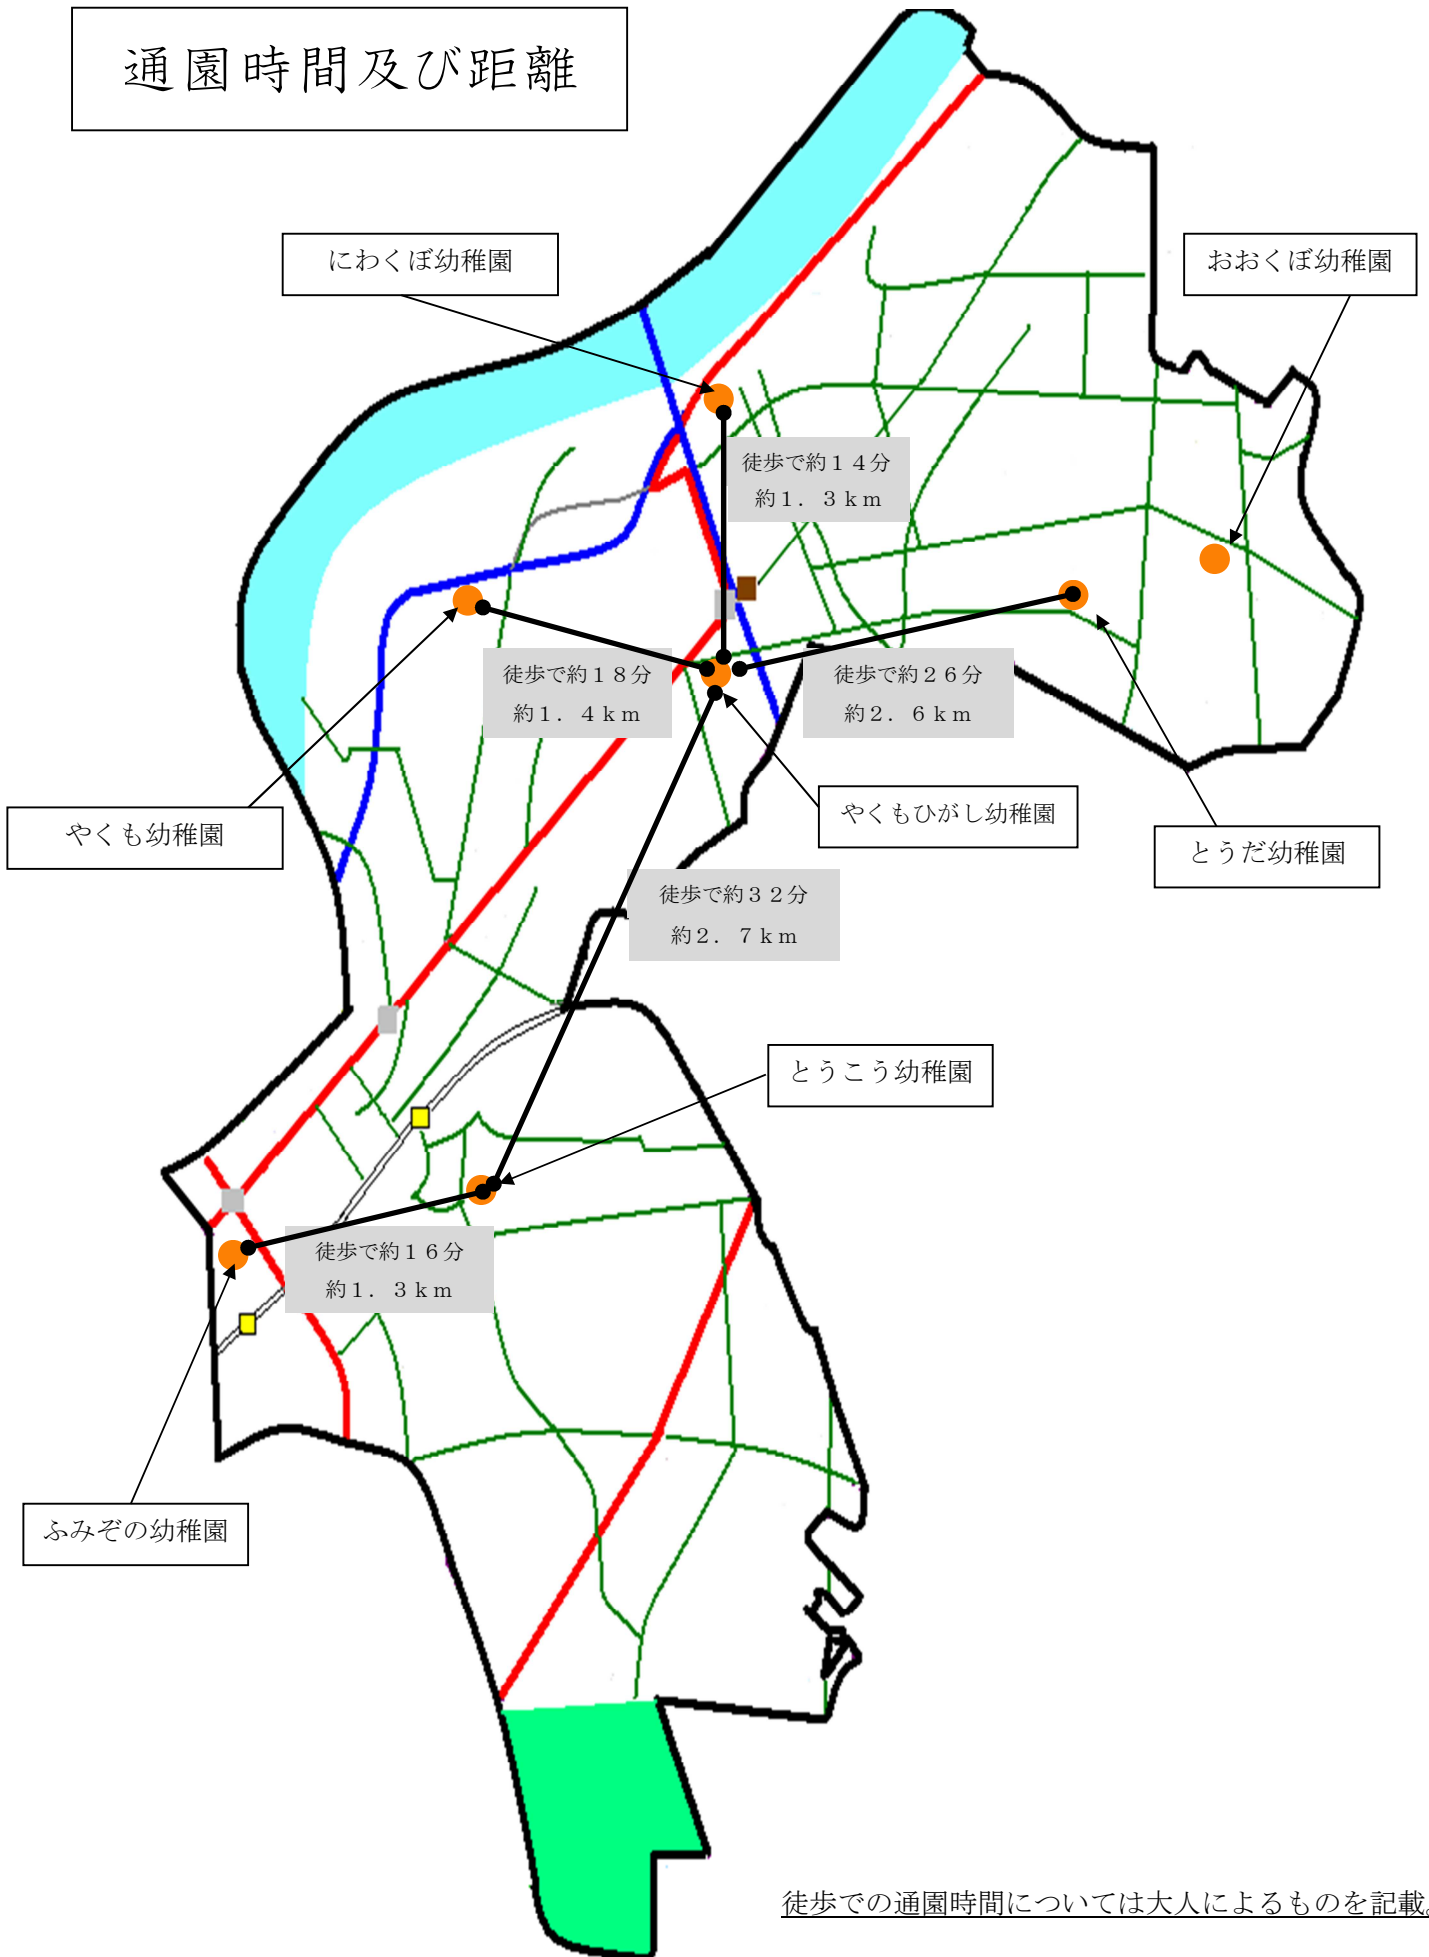 通園時間及び距離
にわくぼ幼稚園
おおくぼ幼稚園
徒歩で約１４分
約１．３ｋｍ
徒歩で約１８分
約１．４ｋｍ
徒歩で約２６分
約２．６ｋｍ
やくも幼稚園
やくもひがし幼稚園
とうだ幼稚園
徒歩で約３２分
約２．７ｋｍ
とうこう幼稚園
徒歩で約１６分
約１．３ｋｍ
ふみぞの幼稚園
徒歩での通園時間については大人によるものを記載。